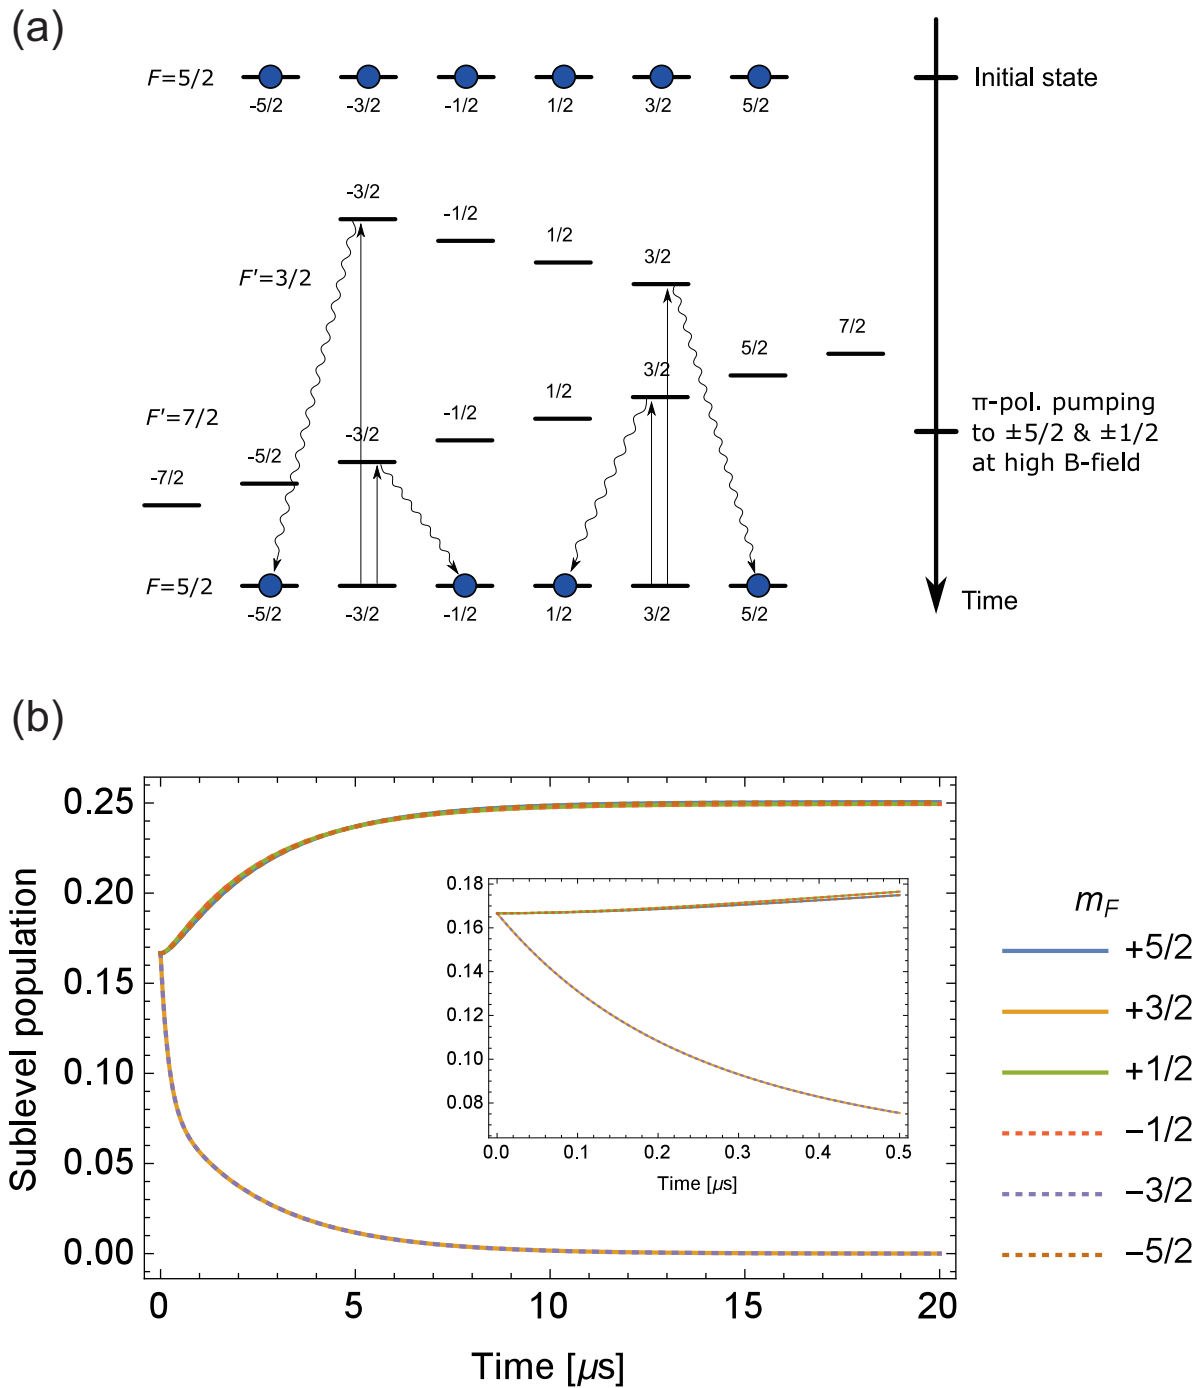 (a)
F=5/2
-5/2 -3/2 -1/2 1/2 3/2 5/2
Initial state
-3/2 -1/2 1/2 3/2
F'=3/2
7/2
5/2
3/2
1/2
-1/2
-3/2
-5/2
-7/2
F'=7/2
π-pol. pumping
to ±5/2 & ±1/2
at high B-field
F=5/2
-5/2 -3/2 -1/2 1/2 3/2 5/2
Time
(b)
Sublevel population
0.25
0.20
0.15
0.10
0.05
0.00
0 5 10 15 20
Time [μs]
0.18
0.16
0.14
0.12
0.10
0.08
0.0 0.1 0.2 0.3 0.4 0.5
Time [μs]
mF
+5/2
+3/2
+1/2
−1/2
−3/2
−5/2